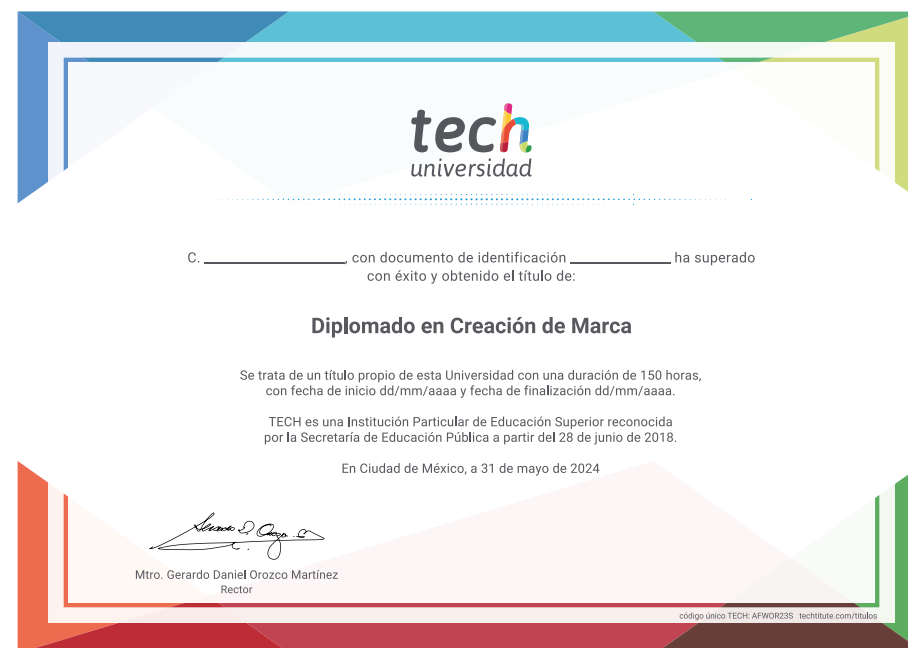 tech
universidad
C. ____________, con documento de identificación ____________ ha superado
con éxito y obtenido el título de:
Diplomado en Creación de Marca
Se trata de un título propio de esta Universidad con una duración de 150 horas,
con fecha de inicio dd/mm/aaaa y fecha de finalización dd/mm/aaaa.
TECH es una Institución Particular de Educación Superior reconocida
por la Secretaría de Educación Pública a partir del 28 de junio de 2018.
En Ciudad de México, a 31 de mayo de 2024
Mtro. Gerardo Daniel Orozco Martínez
Rector
código único TECH: AFWOR23S techtitute.com/titulos